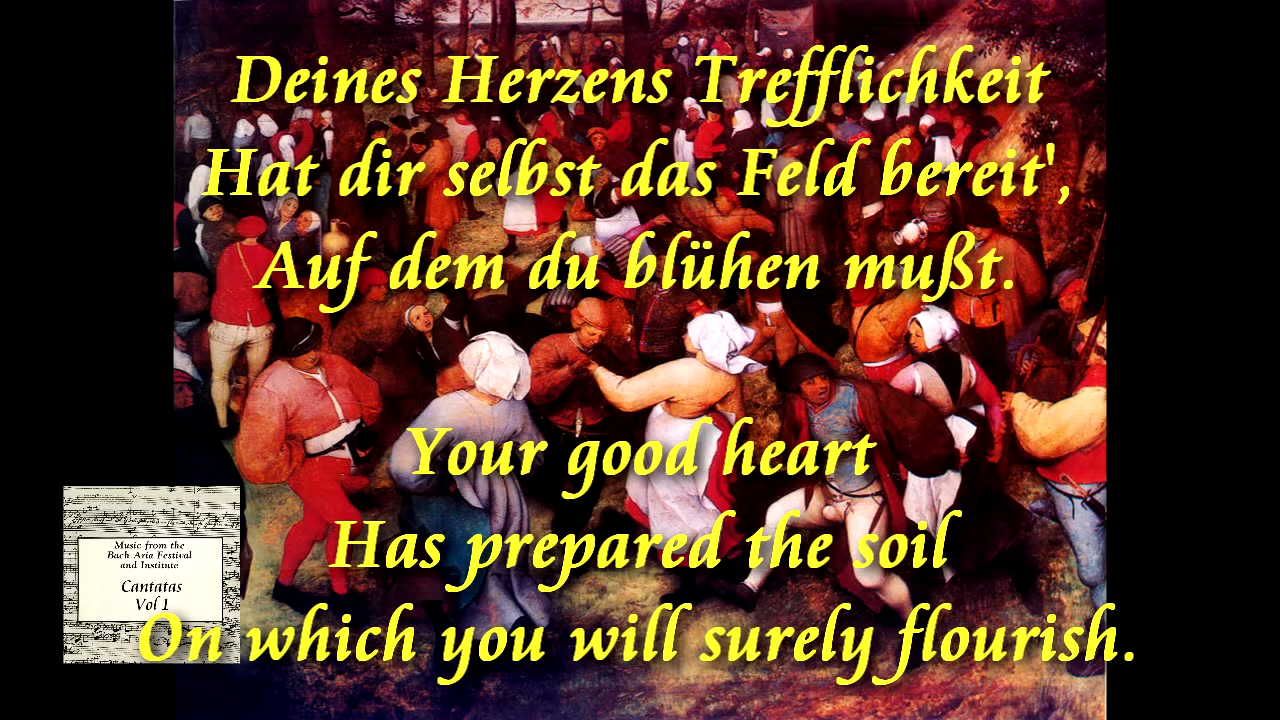 Deines Herzens Trefflichkeit
Hat dir selbst das Feld bereit',
Auf dem du blühen mußt.
Your good heart
Has prepared the soil
On which you will surely flourish.
Music from the
Bach Aria Festival
and Institute
Cantatas
Vol 1